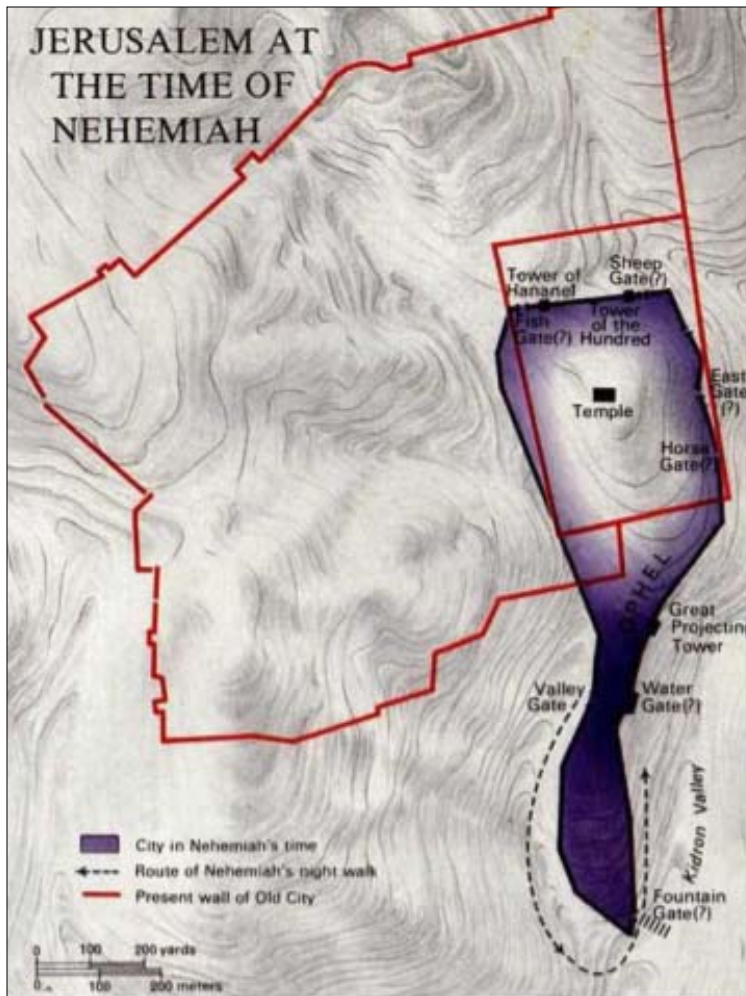 JERUSALEM AT
THE TIME OF
NEHEMIAH
Tower of
Hananel
Sheep
Gate(?)
Fish
Gate(?)
Tower
of the
Hundred
East
Gate
(?)
Temple
Horse
Gate(?)
OPHEL
Great
Projecting
Tower
Valley
Gate
Water
Gate(?)
Kidron Valley
City in Nehemiah's time
Route of Nehemiah's night walk
Present wall of Old City
Fountain
Gate(?)
0 100 200 yards
0 100 200 meters